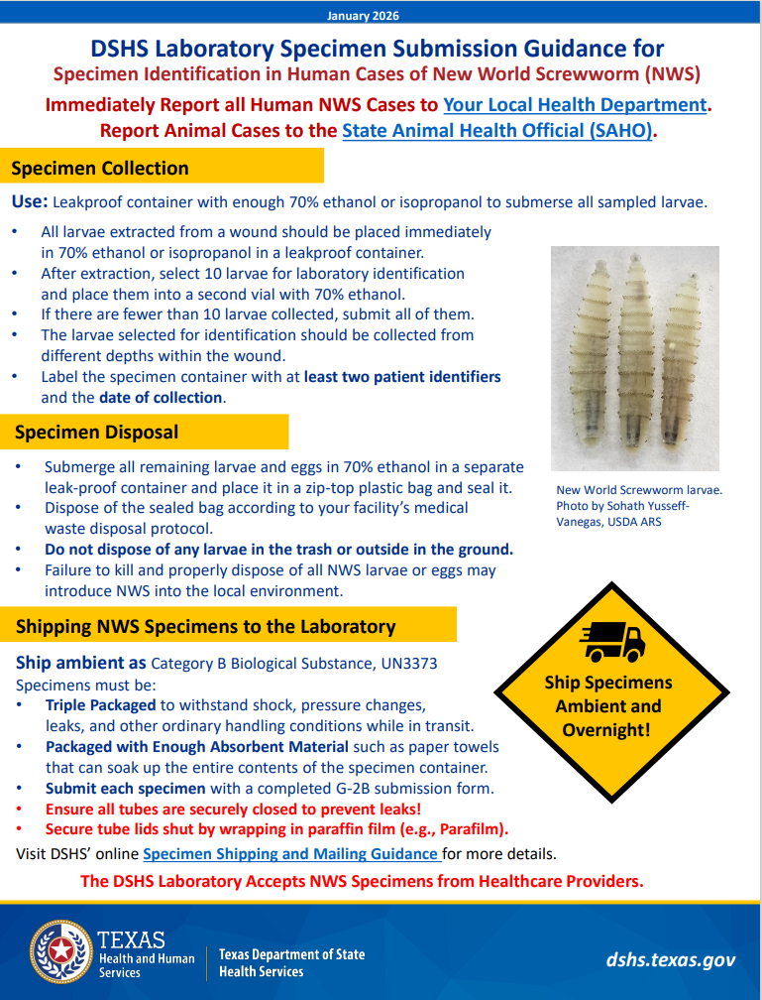 January 2026
DSHS Laboratory Specimen Submission Guidance for
Specimen Identification in Human Cases of New World Screwworm (NWS)
Immediately Report all Human NWS Cases to Your Local Health Department.
Report Animal Cases to the State Animal Health Official (SAHO).
Specimen Collection
Use: Leakproof container with enough 70% ethanol or isopropanol to submerse all sampled larvae.
• All larvae extracted from a wound should be placed immediately
in 70% ethanol or isopropanol in a leakproof container.
• After extraction, select 10 larvae for laboratory identification
and place them into a second vial with 70% ethanol.
• If there are fewer than 10 larvae collected, submit all of them.
• The larvae selected for identification should be collected from
different depths within the wound.
• Label the specimen container with at least two patient identifiers
and the date of collection.
Specimen Disposal
• Submerge all remaining larvae and eggs in 70% ethanol in a separate
leak-proof container and place it in a zip-top plastic bag and seal it.
• Dispose of the sealed bag according to your facility's medical
waste disposal protocol.
• Do not dispose of any larvae in the trash or outside in the ground.
• Failure to kill and properly dispose of all NWS larvae or eggs may
introduce NWS into the local environment.
New World Screwworm larvae.
Photo by Sohath Yusseff-
Vanegas, USDA ARS
Shipping NWS Specimens to the Laboratory
Ship ambient as Category B Biological Substance, UN3373
Specimens must be:
• Triple Packaged to withstand shock, pressure changes,
leaks, and other ordinary handling conditions while in transit.
• Packaged with Enough Absorbent Material such as paper towels
that can soak up the entire contents of the specimen container.
• Submit each specimen with a completed G-2B submission form.
• Ensure all tubes are securely closed to prevent leaks!
• Secure tube lids shut by wrapping in paraffin film (e.g., Parafilm).
Ship Specimens
Ambient and
Overnight!
Visit DSHS' online Specimen Shipping and Mailing Guidance for more details.
The DSHS Laboratory Accepts NWS Specimens from Healthcare Providers.
TEXAS
Health and Human
Services
Texas Department of State
Health Services
dshs.texas.gov